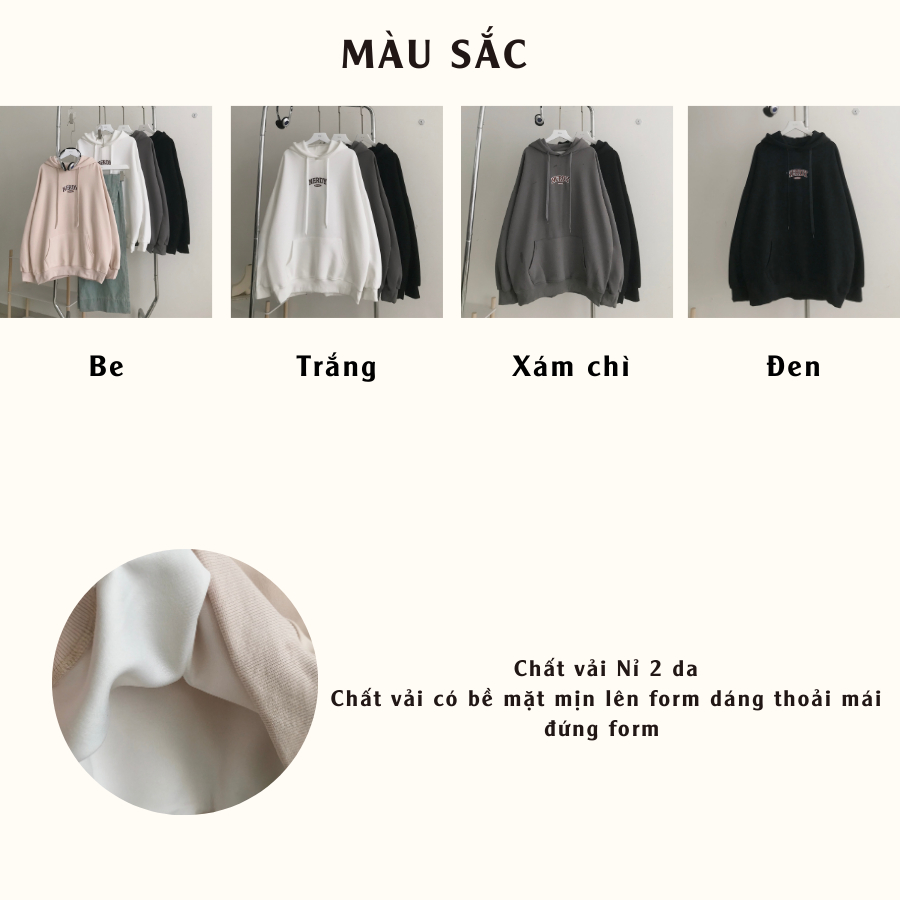 MÀU SẮC
NERDY
Be
Trắng
Xám chì
Đen
Chất vải Nỉ 2 da
Chất vải có bề mặt mịn lên form dáng thoải mái
đứng form